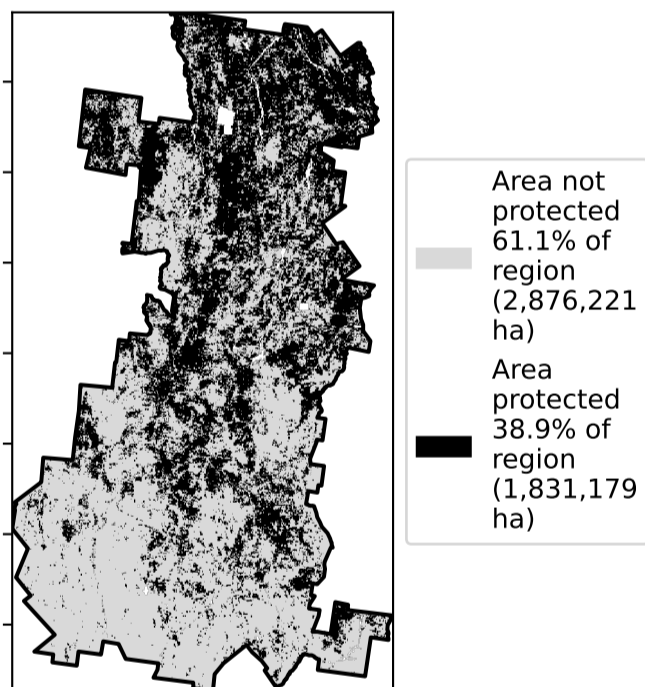 Area not
protected
61.1% of
region
(2,876,221
ha)
Area
protected
38.9% of
region
(1,831,179
ha)